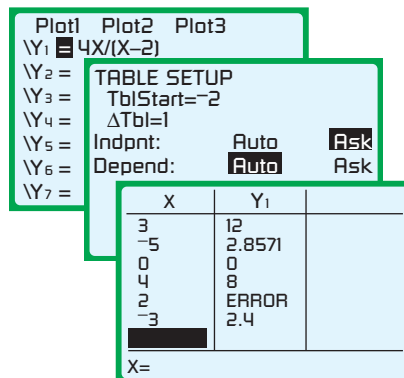 Plot1 Plot2 Plot3
\Y1 = 4X/(X–2)
\Y2 =
\Y3 =
\Y4 =
\Y5 =
\Y6 =
\Y7 =
TABLE SETUP
TblStart=⁻2
ΔTbl=1
Indpnt: Auto Ask
Depend: Auto Ask
X Y1
3 12
⁻5 2.8571
0 0
4 8
2 ERROR
⁻3 2.4
X=